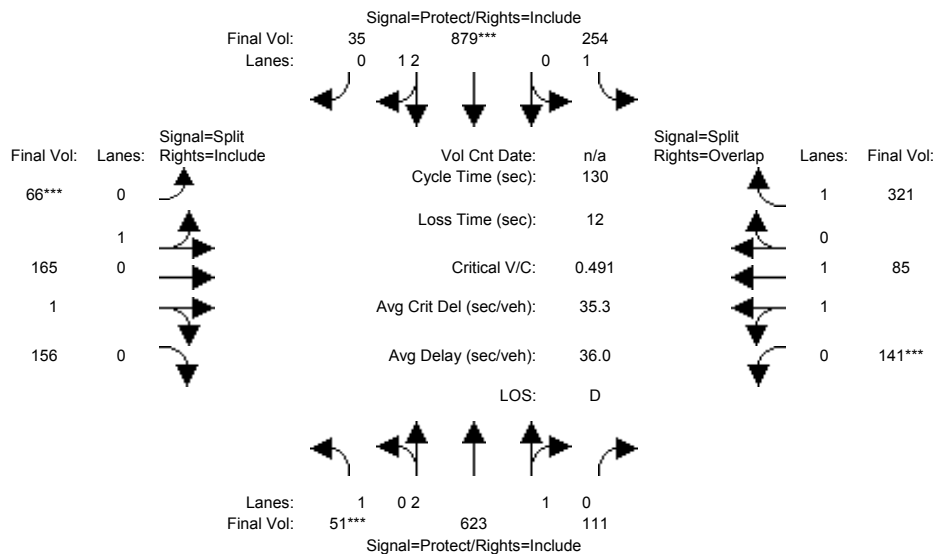 Signal=Protect/Rights=Include
Final Vol: 35 879*** 254
Lanes: 0 1 2 0 1
Signal=Split Signal=Split
Final Vol: Lanes: Rights=Include Vol Cnt Date: n/a Rights=Overlap Lanes: Final Vol:
Cycle Time (sec): 130
66*** 0 1 321
Loss Time (sec): 12
1 0
165 0 Critical V/C: 0.491 1 85
1 Avg Crit Del (sec/veh): 35.3 1
156 0 Avg Delay (sec/veh): 36.0 0 141***
LOS: D
Lanes: 1 0 2 1 0
Final Vol: 51*** 623 111
Signal=Protect/Rights=Include